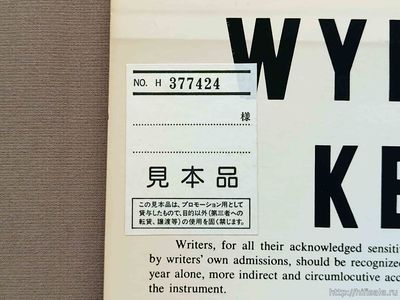 WY
NO. H 377424
様
KE
見本品
この見本品は、プロモーション用として
貸与したもので、目的以外(第三者への
転貸、譲渡等)の使用を固く禁じます。
Writers, for all their acknowledged sensiti
by writers' own admissions, should be recognized
year alone, more indirect and circumlocutive acc
the instrument.
http://hifisale.ru